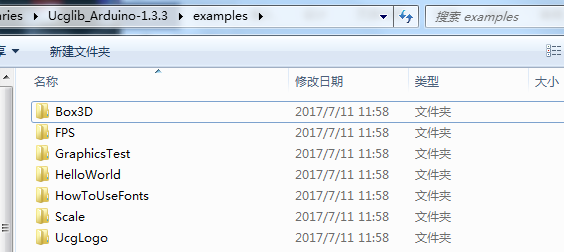 ries ▸ Ucglib_Arduino-1.3.3 ▸ examples ▸ 搜索 examples
享 ▾ 新建文件夹
名称 修改日期 类型 大小
Box3D 2017/7/11 11:58 文件夹
FPS 2017/7/11 11:58 文件夹
GraphicsTest 2017/7/11 11:58 文件夹
HelloWorld 2017/7/11 11:58 文件夹
HowToUseFonts 2017/7/11 11:58 文件夹
Scale 2017/7/11 11:58 文件夹
UcgLogo 2017/7/11 11:58 文件夹